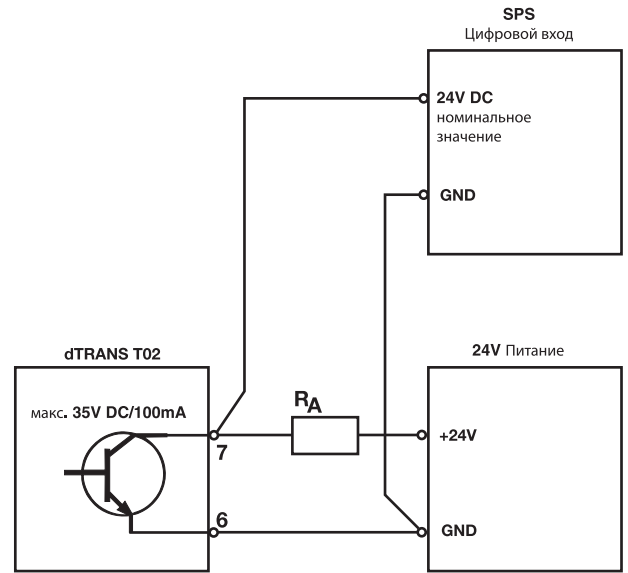 SPS
Цифровой вход
24V DC
номинальное
значение
GND
dTRANS T02
24V Питание
макс. 35V DC/100mA
RA
7
+24V
6
GND